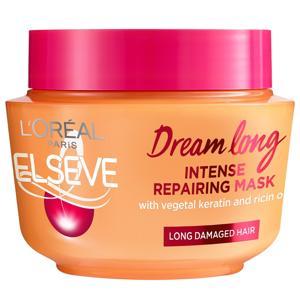 L'ORÉAL
PARIS
ELSEVE
Dream long
INTENSE
REPAIRING MASK
with vegetal keratin and ricin o
LONG DAMAGED HAIR